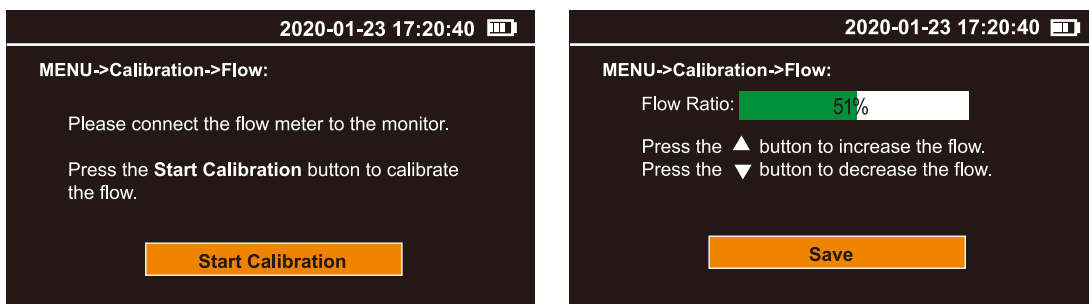 2020-01-23 17:20:40
MENU->Calibration->Flow:
Please connect the flow meter to the monitor.
Press the Start Calibration button to calibrate
the flow.
Start Calibration
2020-01-23 17:20:40
MENU->Calibration->Flow:
Flow Ratio: 51%
Press the ▲ button to increase the flow.
Press the ▼ button to decrease the flow.
Save